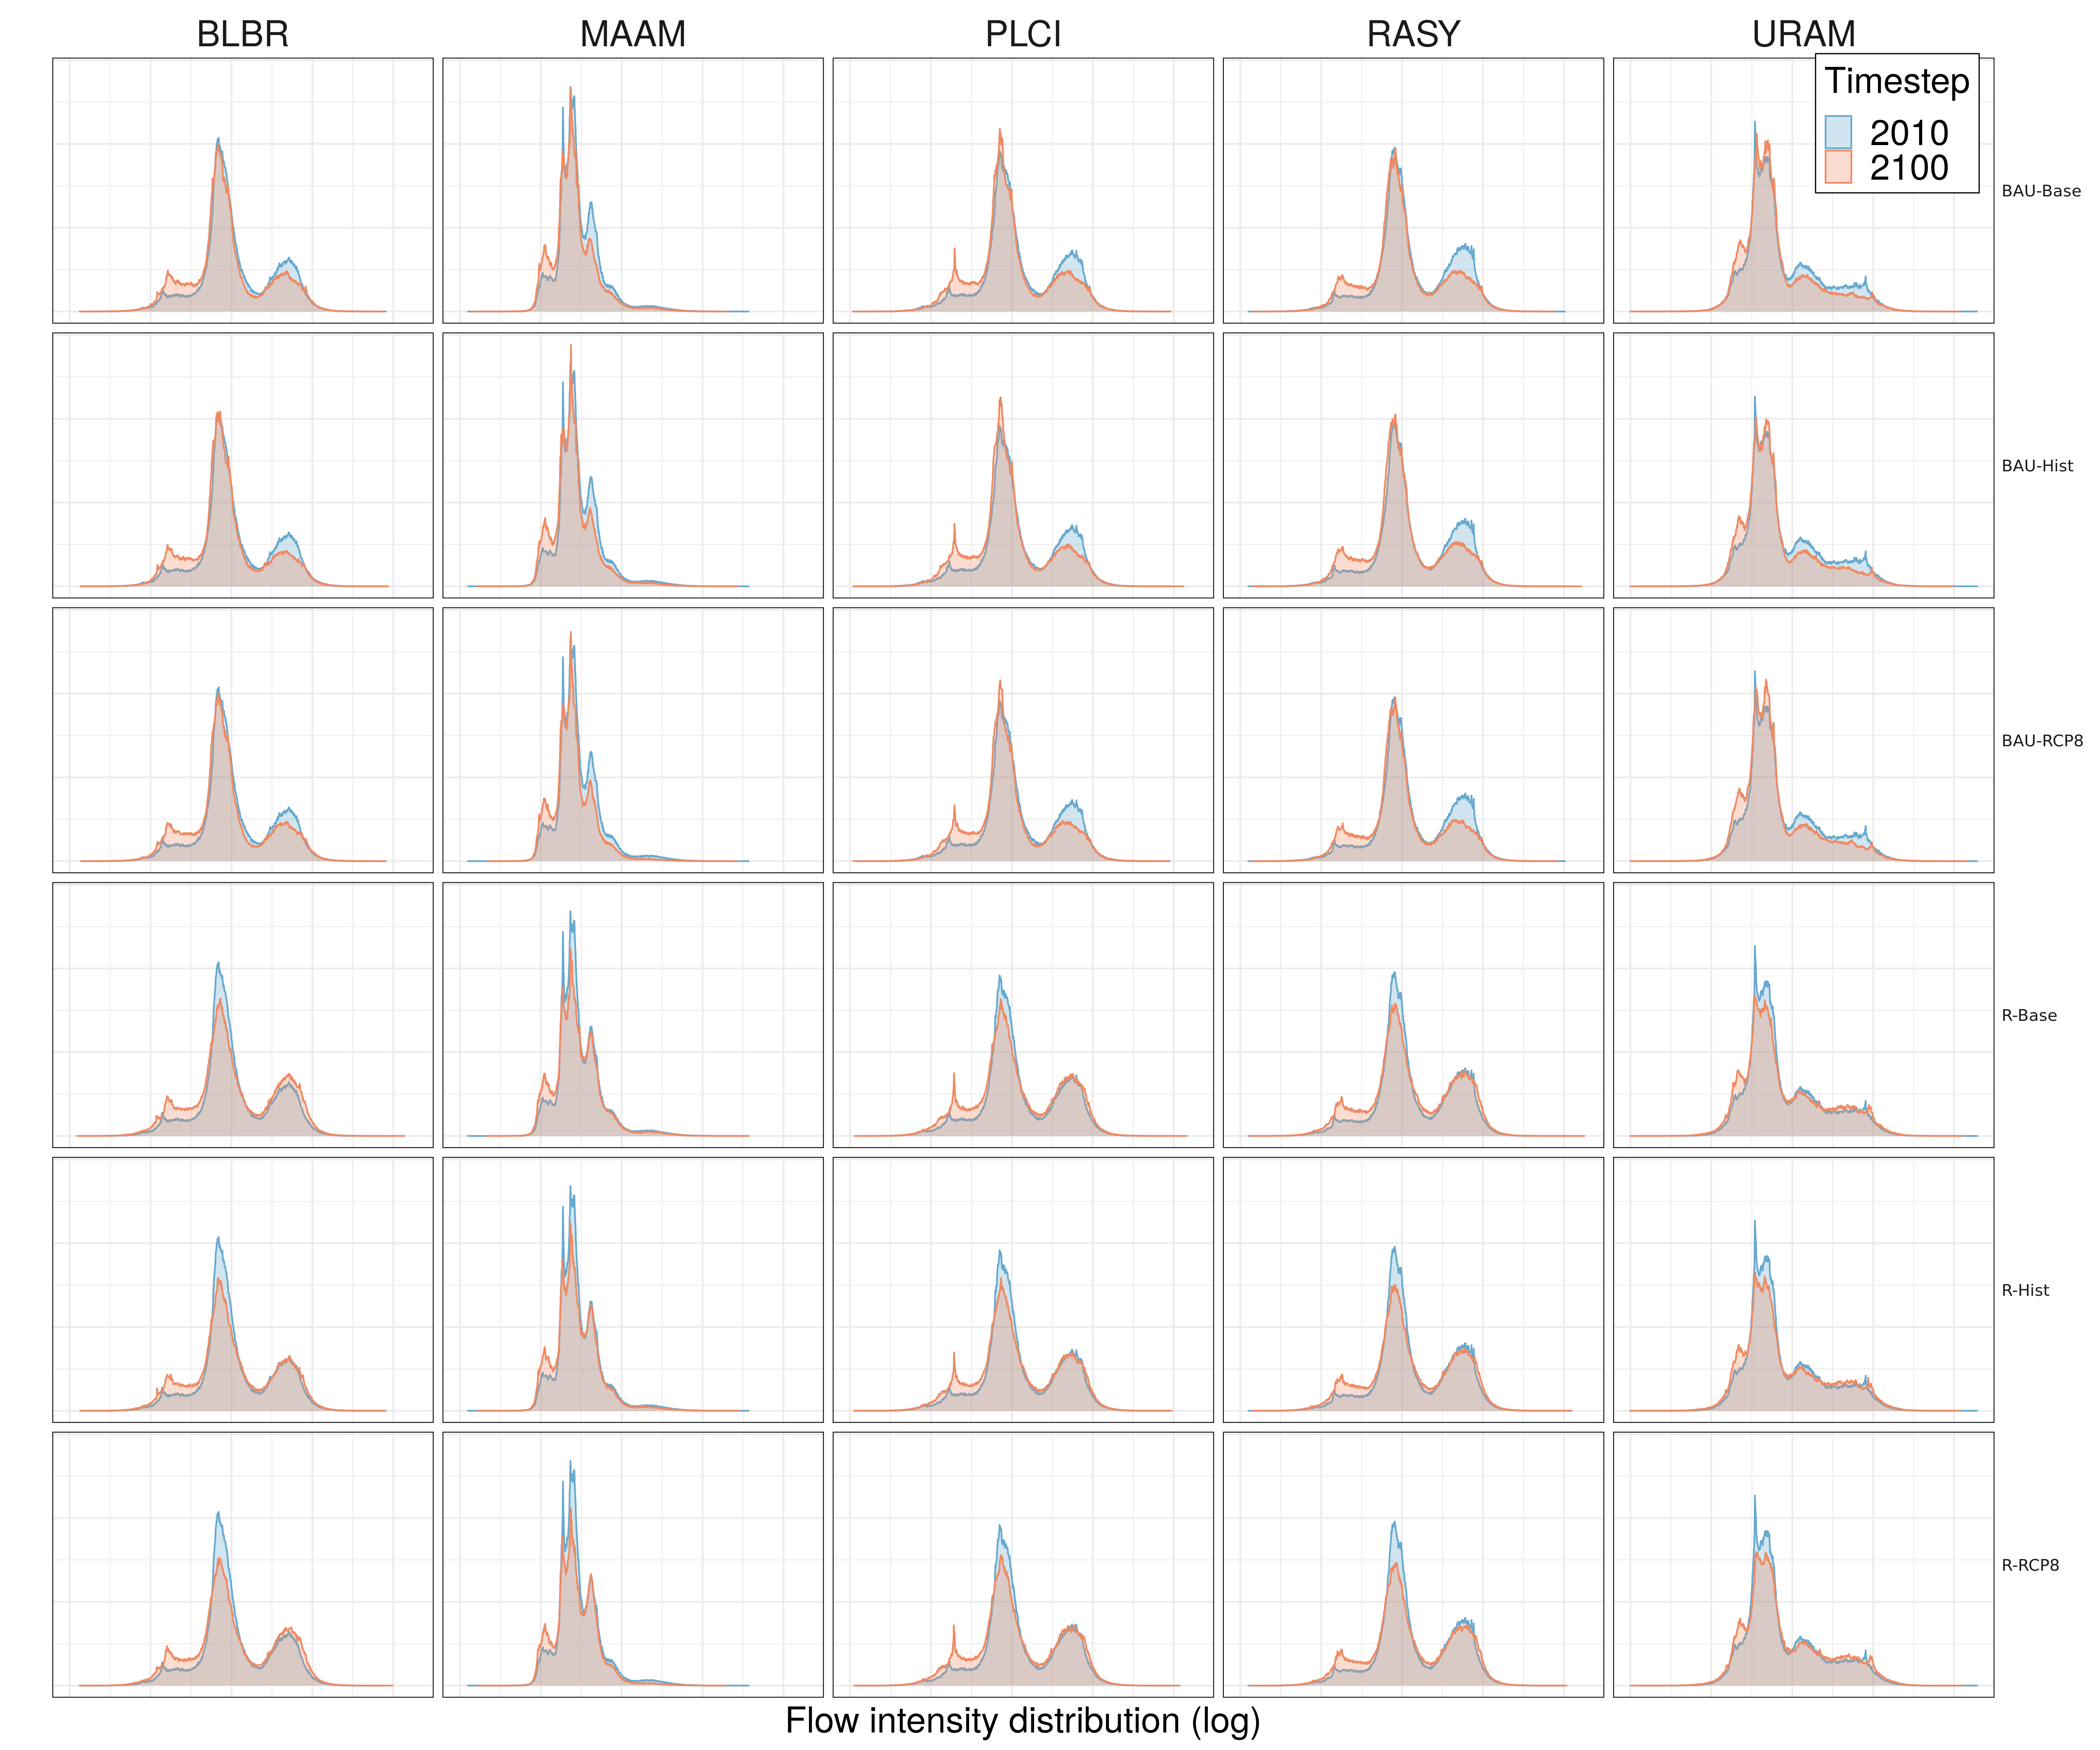 BLBR
MAAM
PLCI
RASY
URAM
Timestep
2010
2100
BAU-Base
BAU-Hist
BAU-RCP8
R-Base
R-Hist
R-RCP8
Flow intensity distribution (log)